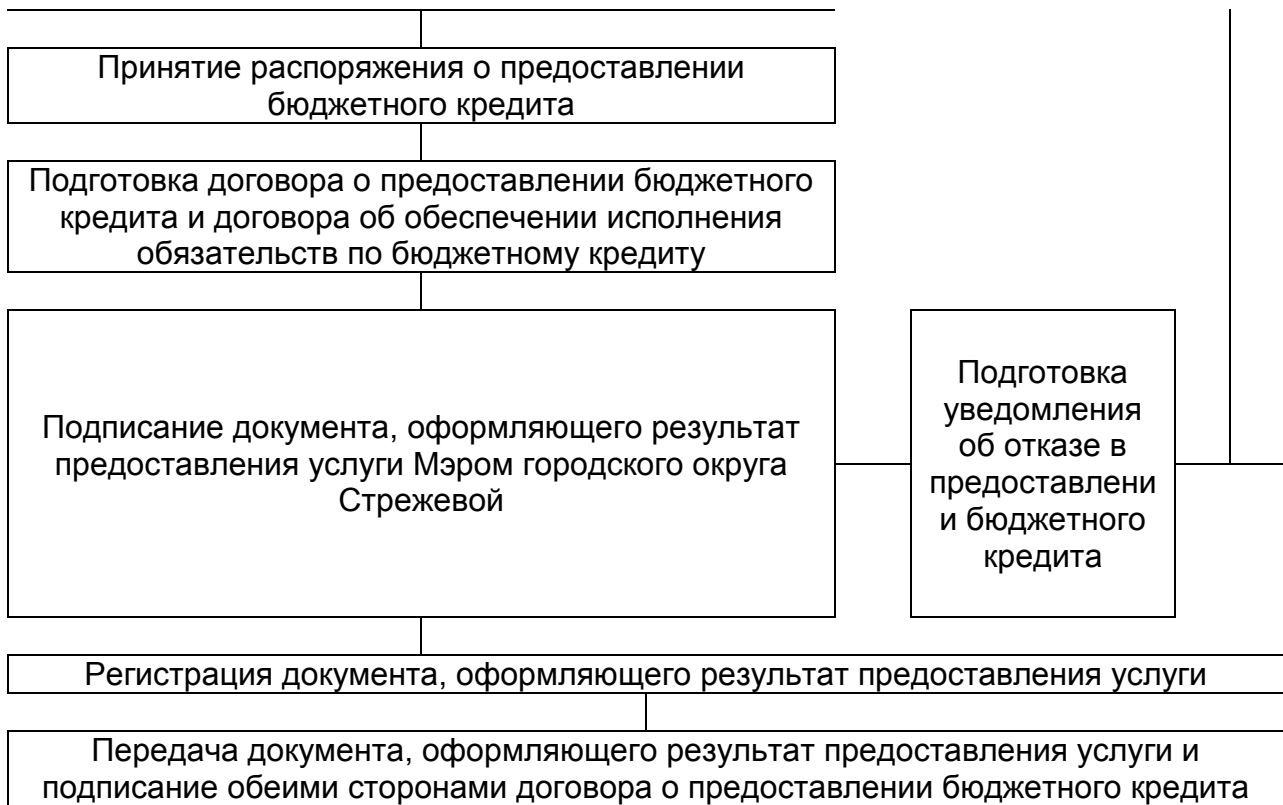 Принятие распоряжения о предоставлении
бюджетного кредита
Подготовка договора о предоставлении бюджетного
кредита и договора об обеспечении исполнения
обязательств по бюджетному кредиту
Подписание документа, оформляющего результат
предоставления услуги Мэром городского округа
Стрежевой
Подготовка
уведомления
об отказе в
предоставлени
и бюджетного
кредита
Регистрация документа, оформляющего результат предоставления услуги
Передача документа, оформляющего результат предоставления услуги и
подписание обеими сторонами договора о предоставлении бюджетного кредита